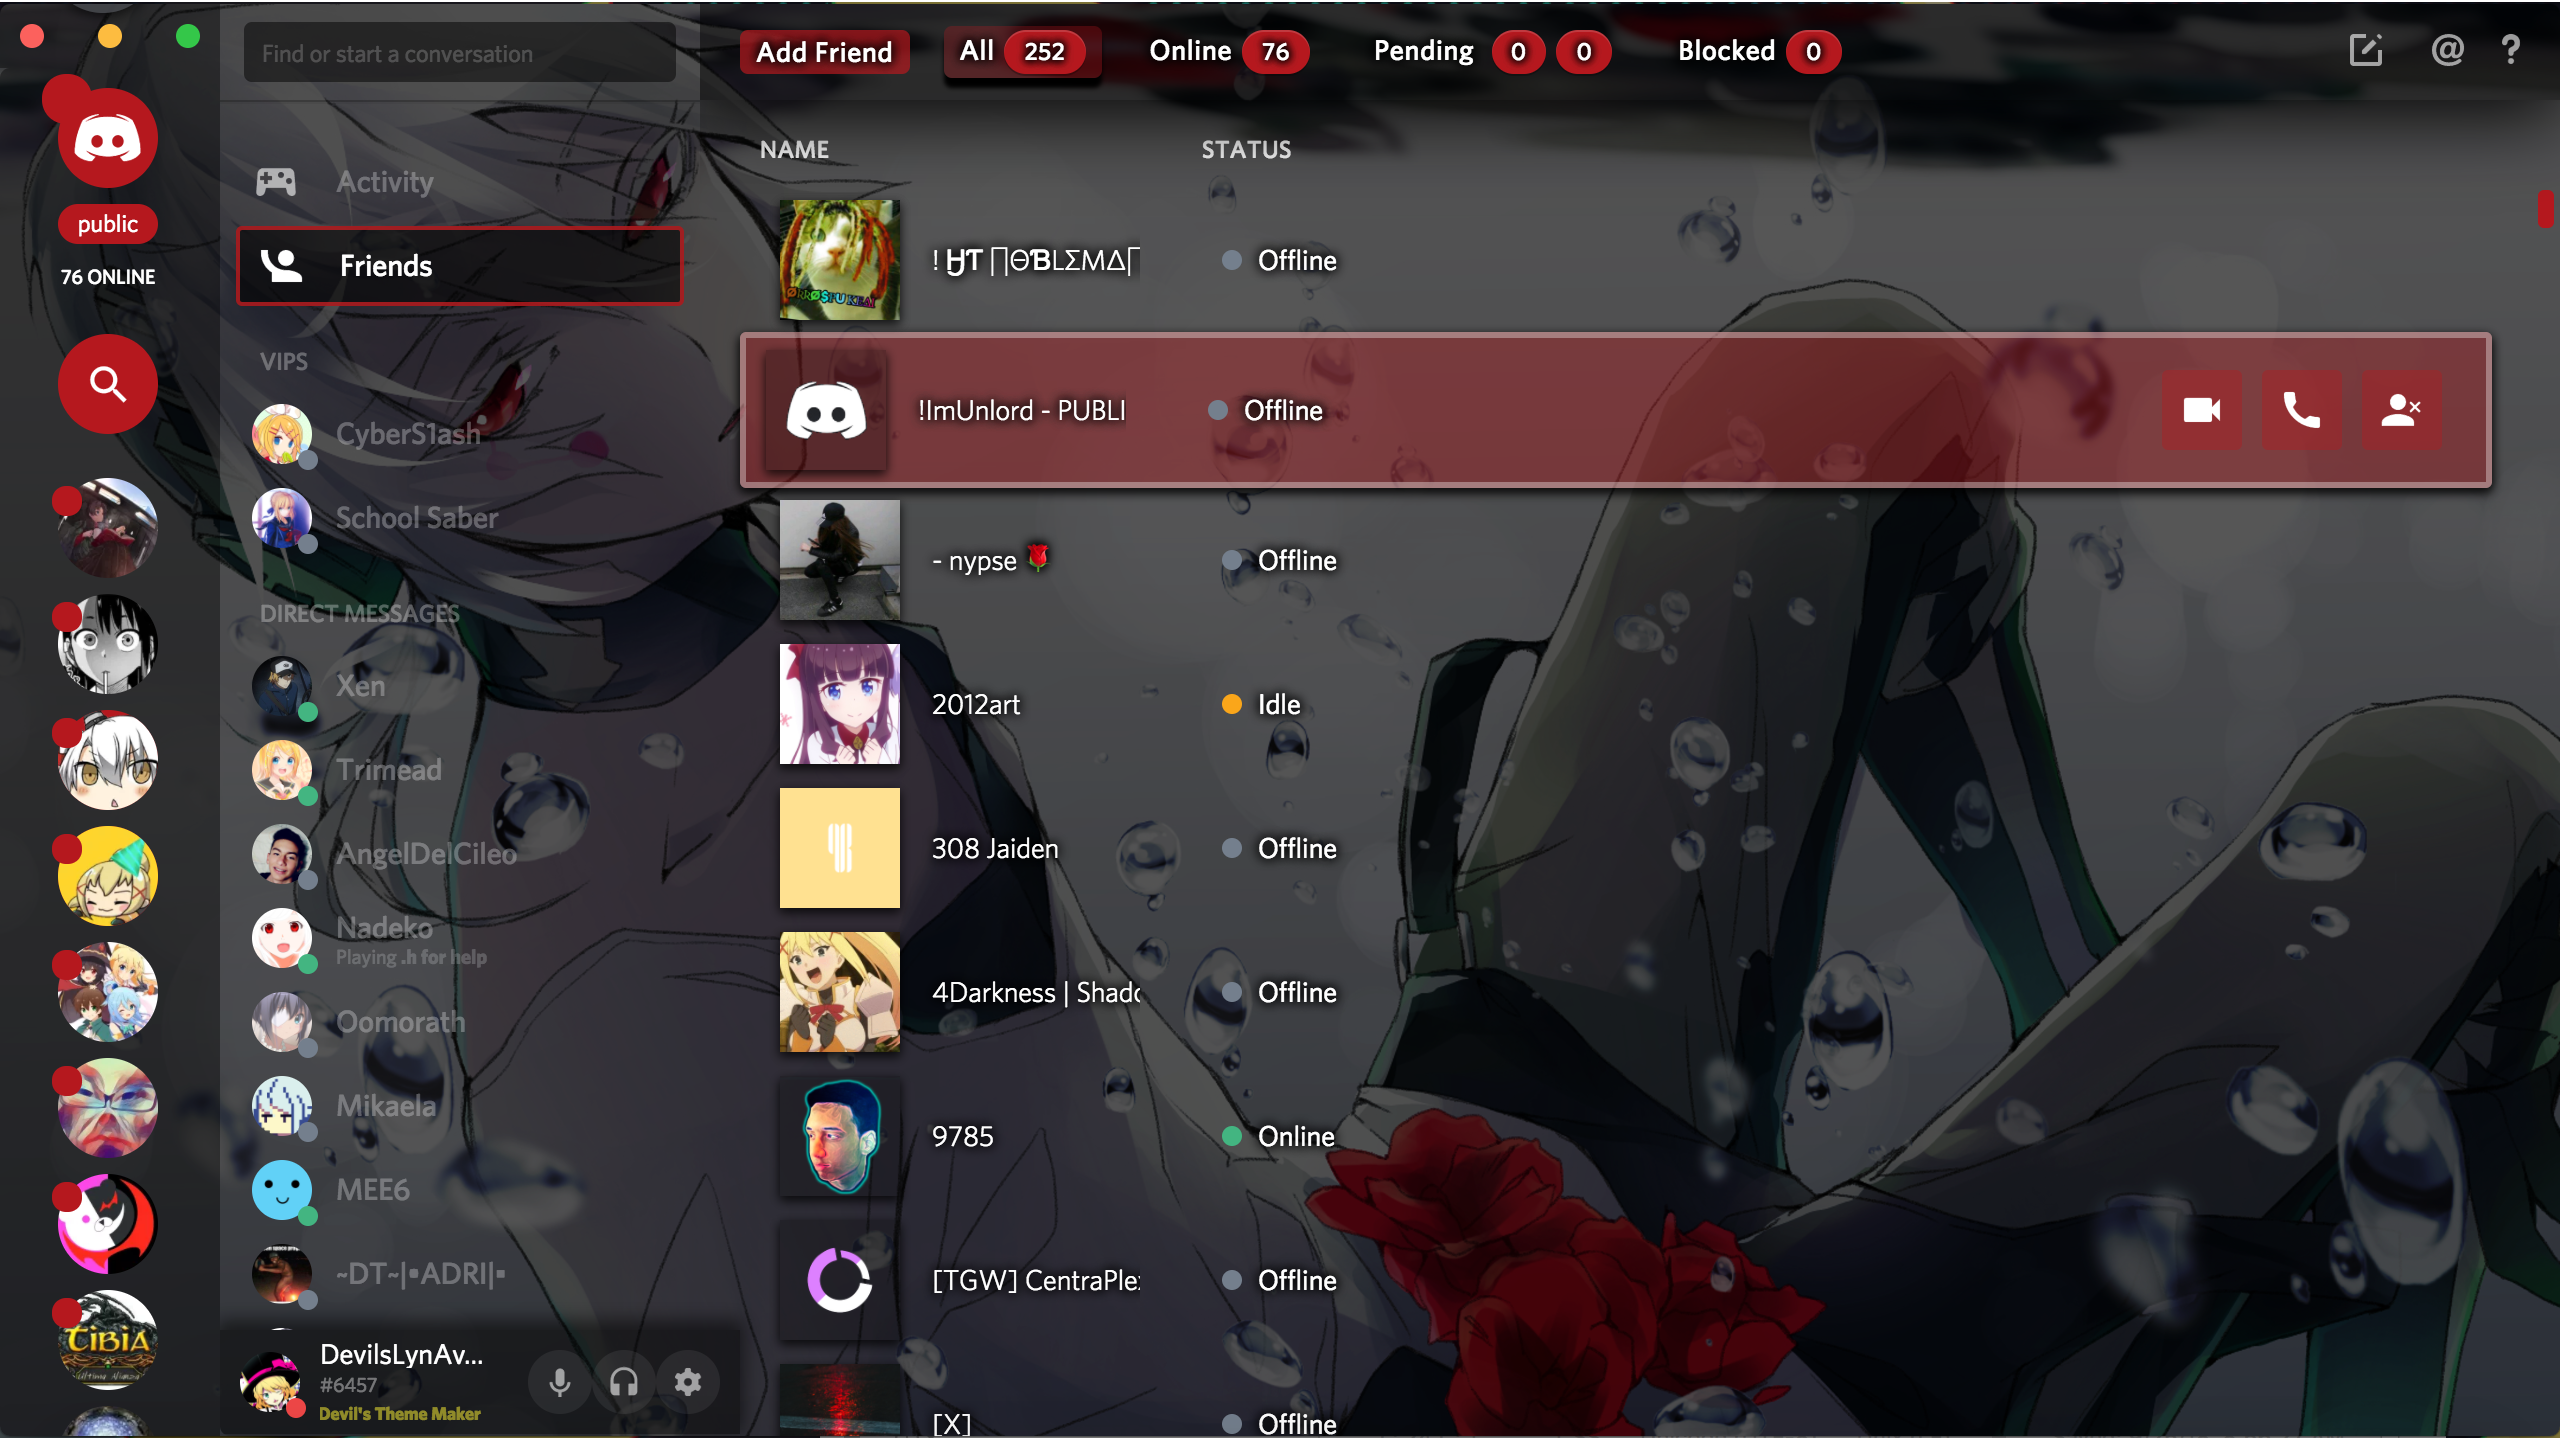 Find or start a conversation
Add Friend
All 252
Online 76
Pending 0 0
Blocked 0
@ ?
public
76 ONLINE
Activity
Friends
VIPS
CyberS1ash
School Saber
DIRECT MESSAGES
Xen
Trimead
AngelDelCileo
Nadeko
Playing .h for help
Oomorath
Mikaela
MEE6
~DT~|▪ADRI|▪
TIBIA
DevilsLynAv...
#6457
Devil's Theme Maker
NAME STATUS
Offline
!ImUnlord - PUBLI Offline
- nypse 🌹 Offline
2012art Idle
308 Jaiden Offline
4Darkness | Shad Offline
9785 Online
[TGW] CentraPle Offline
[X] Offline